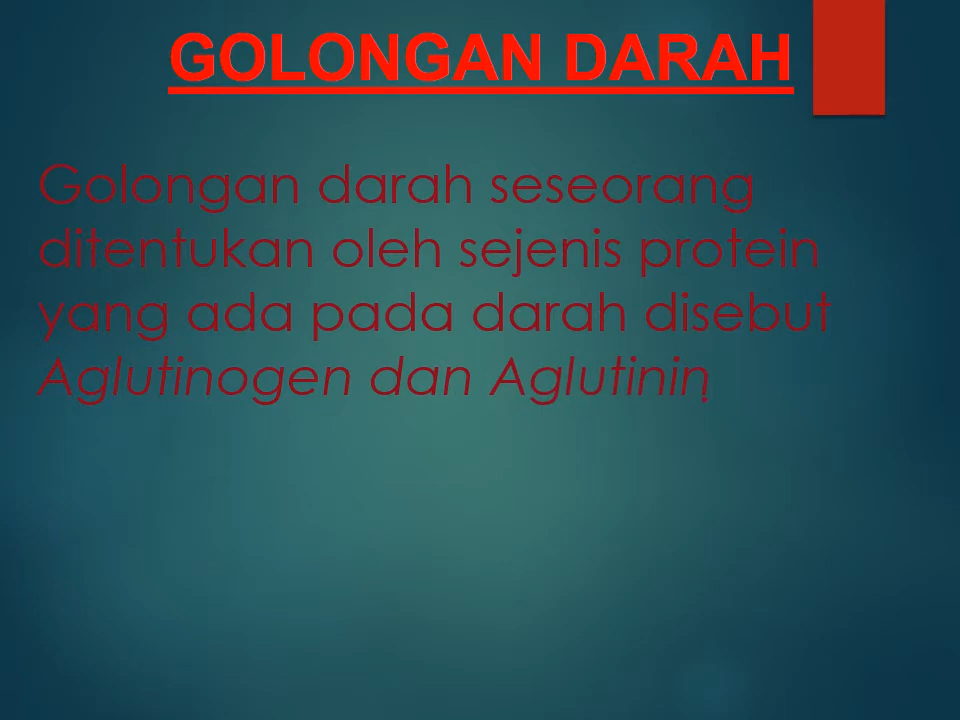 GOLONGAN DARAH
Golongan darah seseorang
ditentukan oleh sejenis protein
yang ada pada darah disebut
Aglutinogen dan Aglutinin